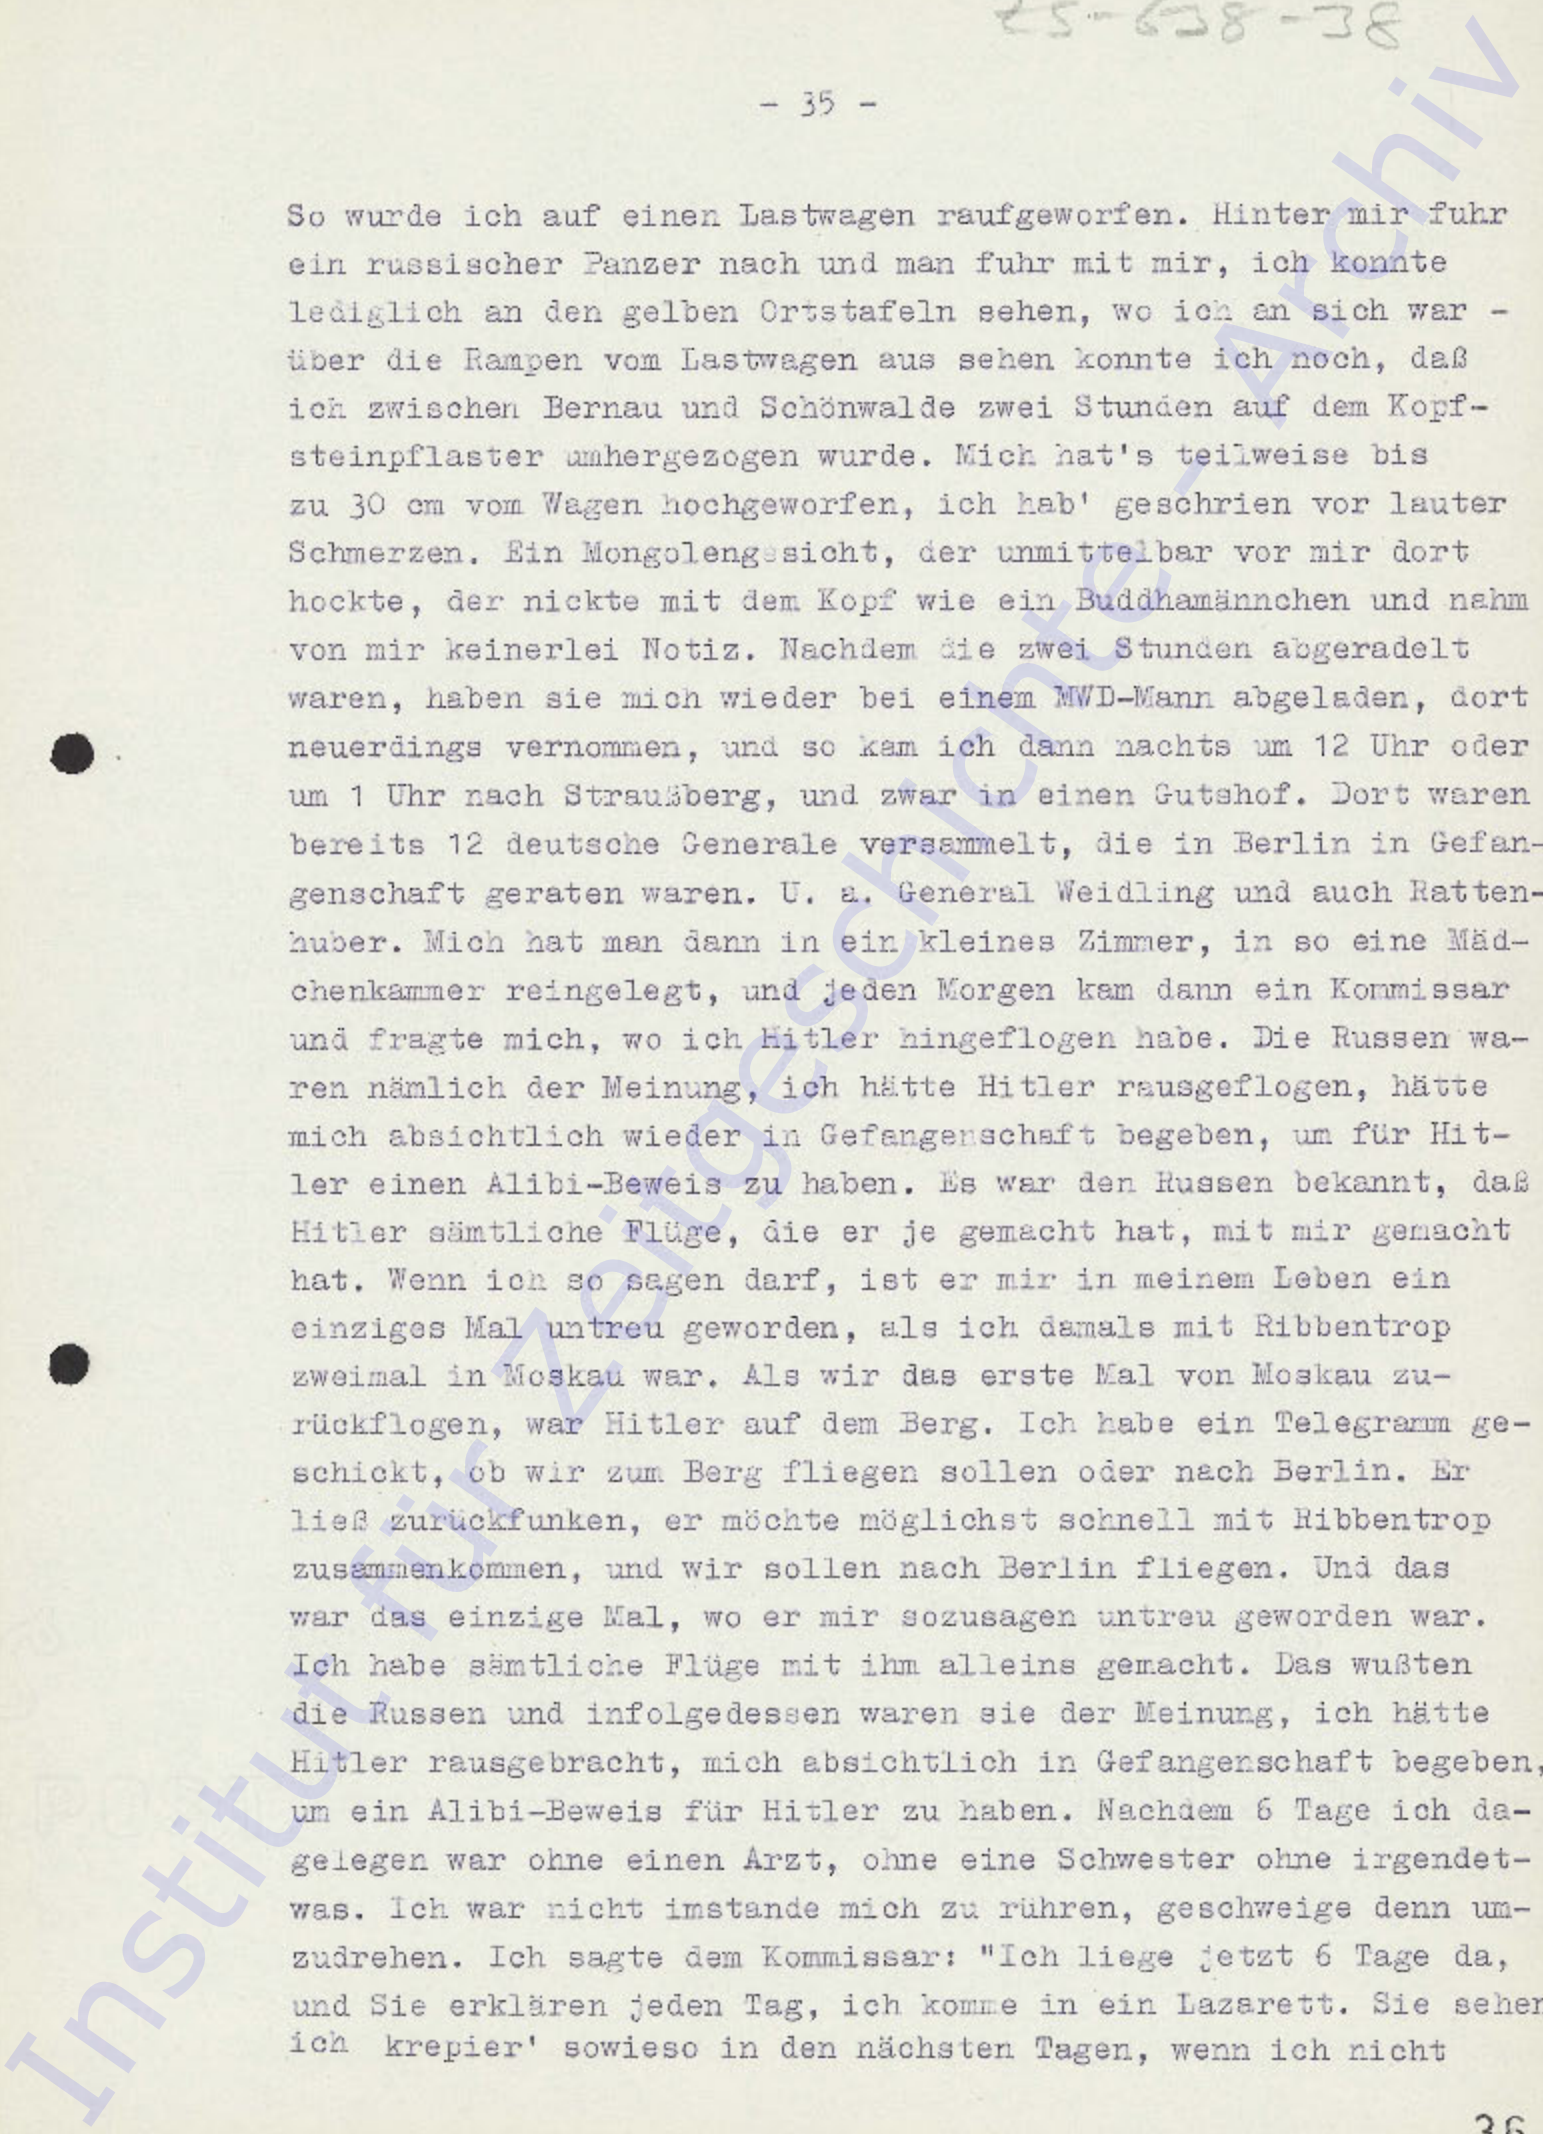 ZS-638-38
- 35 -
So wurde ich auf einen Lastwagen raufgeworfen. Hinter mir fuhr
ein russischer Panzer nach und man fuhr mit mir, ich konnte
lediglich an den gelben Ortstafeln sehen, wo ich an sich war -
über die Rampen vom Lastwagen aus sehen konnte ich noch, daß
ich zwischen Bernau und Schönwalde zwei Stunden auf dem Kopf-
steinpflaster umhergezogen wurde. Mich hat's teilweise bis
zu 30 cm vom Wagen hochgeworfen, ich hab' geschrien vor lauter
Schmerzen. Ein Mongolengesicht, der unmittelbar vor mir dort
hockte, der nickte mit dem Kopf wie ein Buddhamännchen und nahm
von mir keinerlei Notiz. Nachdem die zwei Stunden abgeradelt
waren, haben sie mich wieder bei einem MWD-Mann abgeladen, dort
neuerdings vernommen, und so kam ich dann nachts um 12 Uhr oder
um 1 Uhr nach Straußberg, und zwar in einen Gutshof. Dort waren
bereits 12 deutsche Generale versammelt, die in Berlin in Gefan-
genschaft geraten waren. U. a. General Weidling und auch Ratten-
huber. Mich hat man dann in ein kleines Zimmer, in so eine Mäd-
chenkammer reingelegt, und jeden Morgen kam dann ein Kommissar
und fragte mich, wo ich Hitler hingeflogen habe. Die Russen wa-
ren nämlich der Meinung, ich hätte Hitler rausgeflogen, hätte
mich absichtlich wieder in Gefangenschaft begeben, um für Hit-
ler einen Alibi-Beweis zu haben. Es war den Russen bekannt, daß
Hitler sämtliche Flüge, die er je gemacht hat, mit mir gemacht
hat. Wenn ich so sagen darf, ist er mir in meinem Leben ein
einziges Mal untreu geworden, als ich damals mit Ribbentrop
zweimal in Moskau war. Als wir das erste Mal von Moskau zu-
rückflogen, war Hitler auf dem Berg. Ich habe ein Telegramm ge-
schickt, ob wir zum Berg fliegen sollen oder nach Berlin. Er
ließ zurückfunken, er möchte möglichst schnell mit Ribbentrop
zusammenkommen, und wir sollen nach Berlin fliegen. Und das
war das einzige Mal, wo er mir sozusagen untreu geworden war.
Ich habe sämtliche Flüge mit ihm alleins gemacht. Das wußten
die Russen und infolgedessen waren sie der Meinung, ich hätte
Hitler rausgebracht, mich absichtlich in Gefangenschaft begeben,
um ein Alibi-Beweis für Hitler zu haben. Nachdem 6 Tage ich da-
gelegen war ohne einen Arzt, ohne eine Schwester ohne irgendet-
was. Ich war nicht imstande mich zu rühren, geschweige denn um-
zudrehen. Ich sagte dem Kommissar: "Ich liege jetzt 6 Tage da,
und Sie erklären jeden Tag, ich komme in ein Lazarett. Sie sehen
ich krepier' sowieso in den nächsten Tagen, wenn ich nicht
36
Institut für Zeitgeschichte - Archiv